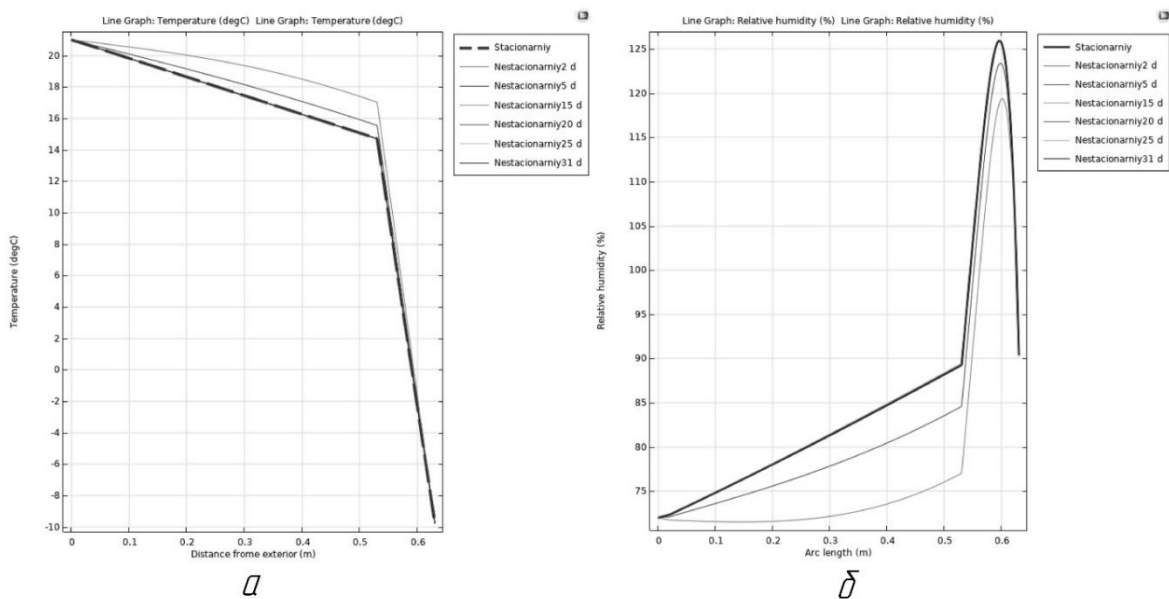 Line Graph: Temperature (degC) Line Graph: Temperature (degC)
20
18
16
14
12
10
8
6
4
2
0
-2
-4
-6
-8
-10
Temperature (degC)
0
0.1
0.2
0.3
0.4
0.5
0.6
Distance frome exterior (m)
Stacionarniy
Nestacionarniy2 d
Nestacionarniy5 d
Nestacionarniy15 d
Nestacionarniy20 d
Nestacionarniy25 d
Nestacionarniy31 d
а
Line Graph: Relative humidity (%) Line Graph: Relative humidity (%)
125
120
115
110
105
100
95
90
85
80
75
Relative humidity (%)
0
0.1
0.2
0.3
0.4
0.5
0.6
Arc length (m)
Stacionarniy
Nestacionarniy2 d
Nestacionarniy5 d
Nestacionarniy15 d
Nestacionarniy20 d
Nestacionarniy25 d
Nestacionarniy31 d
б